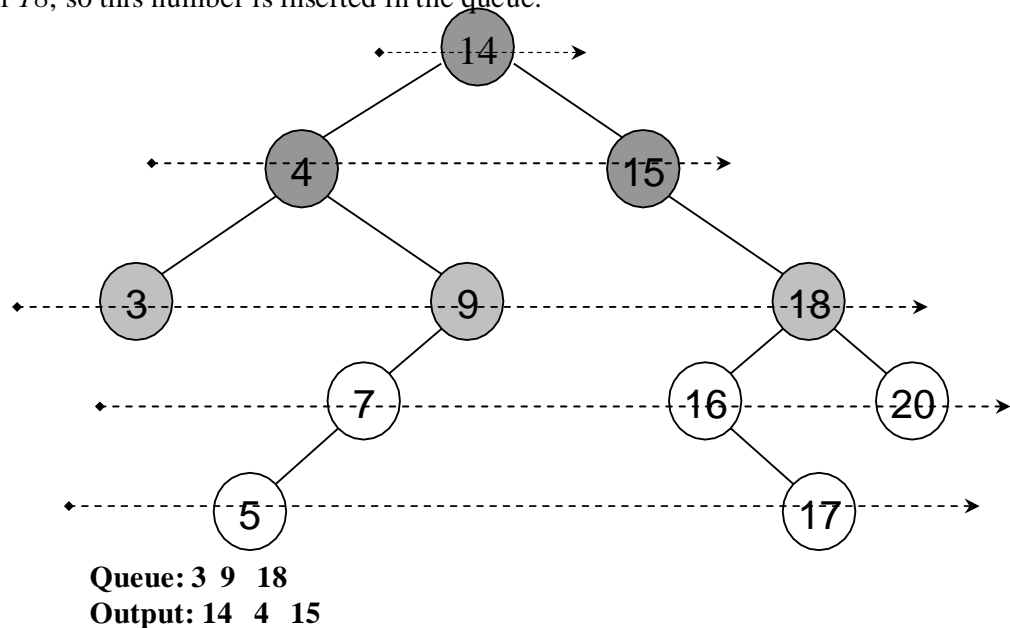 18, so this number is inserted in the queue.
14
4 15
3 9 18
7 16 20
5 17
Queue: 3 9 18
Output: 14 4 15